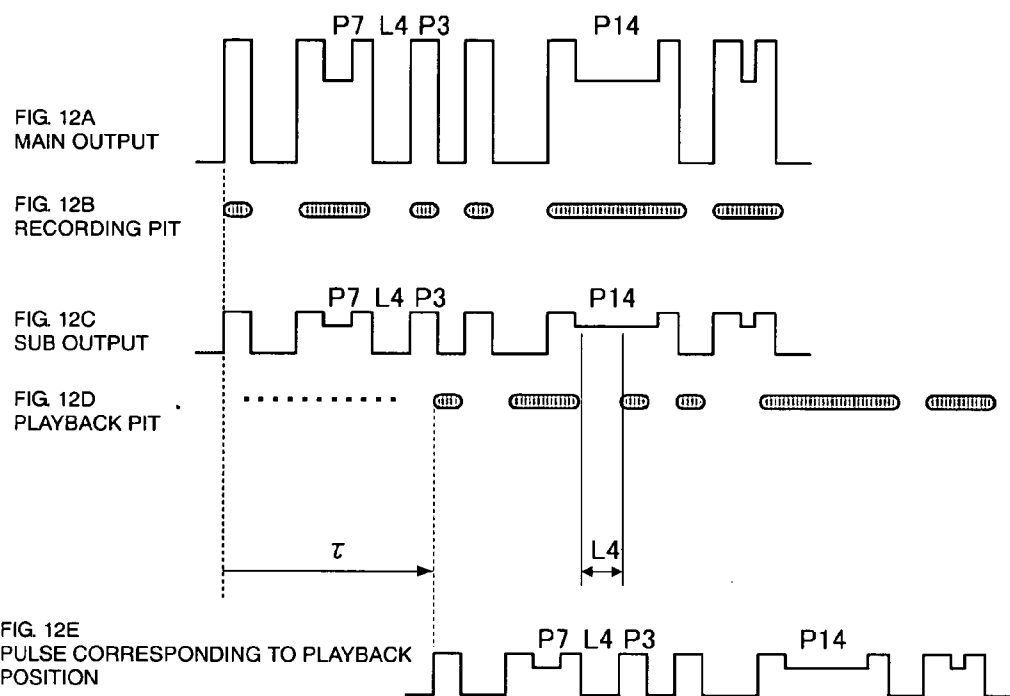 P7 L4 P3 P14
FIG. 12A
MAIN OUTPUT
FIG. 12B
RECORDING PIT
P7 L4 P3 P14
FIG. 12C
SUB OUTPUT
FIG. 12D
PLAYBACK PIT
τ L4
FIG. 12E
PULSE CORRESPONDING TO PLAYBACK
POSITION
P7 L4 P3 P14